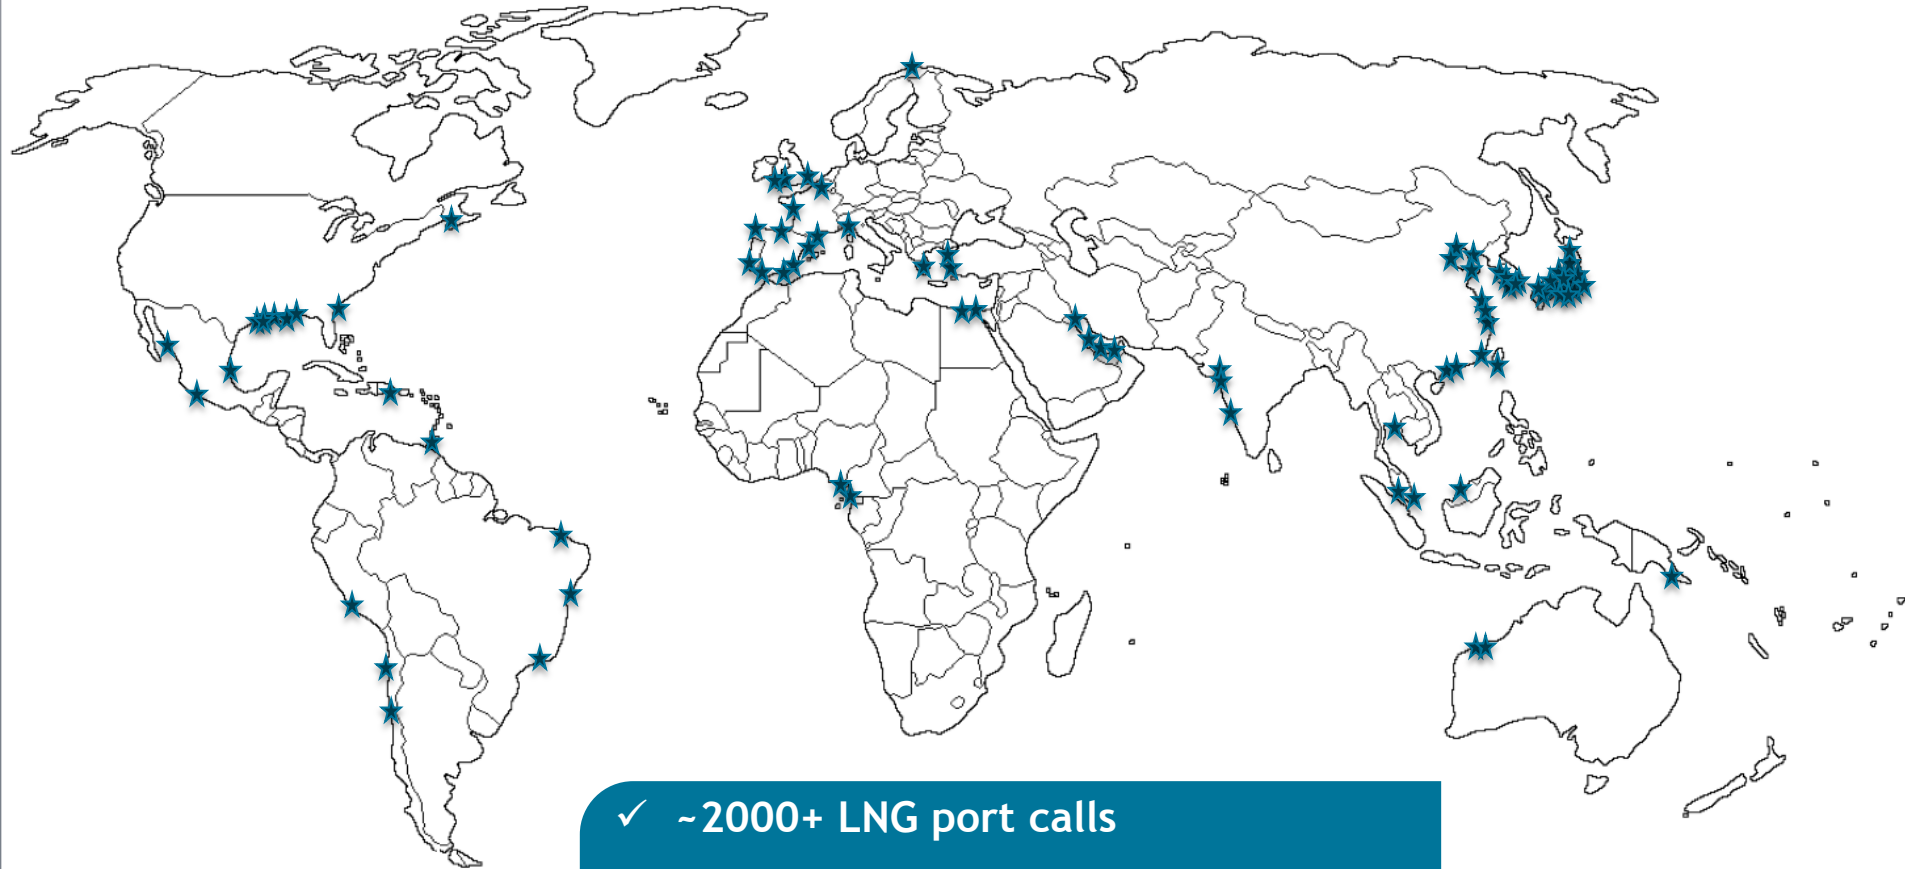 ✓ ~2000+ LNG port calls